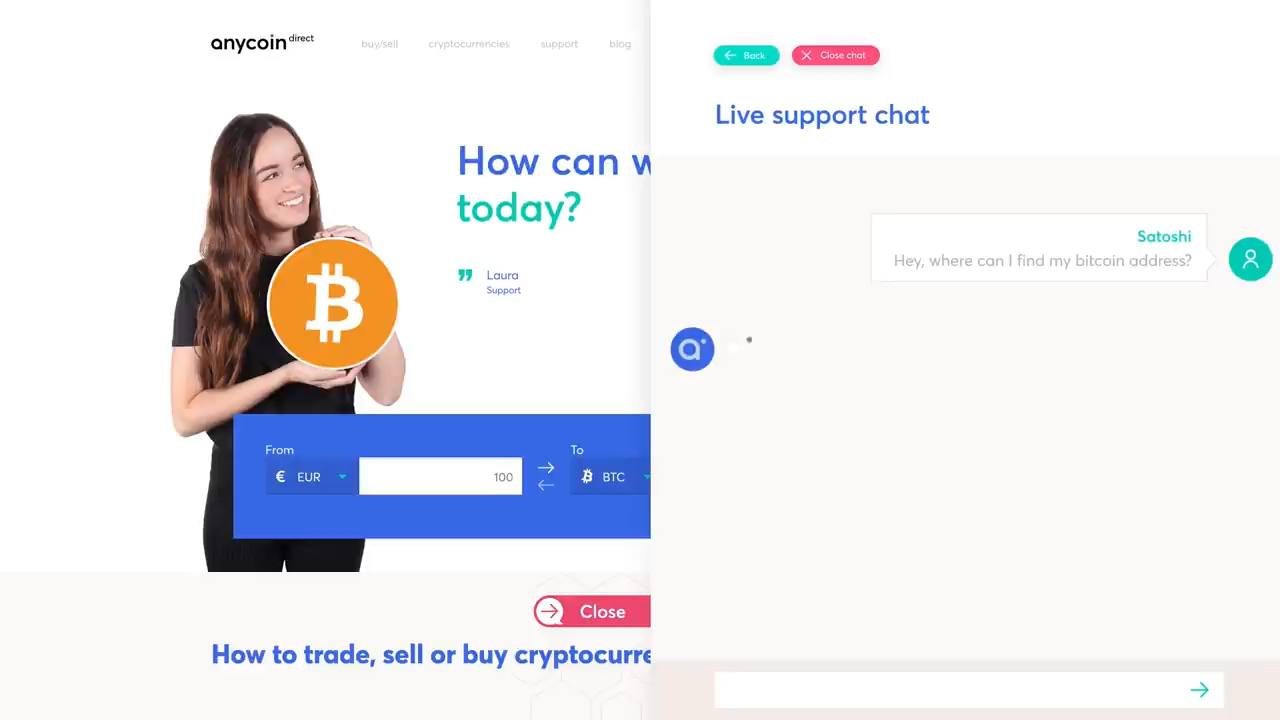 anycoin direct
buy/sell
cryptocurrencies
support
blog
How can
today?
Laura
Support
From
€ EUR
100
To
BTC
Close
How to trade, sell or buy cryptocurre
Back
Close chat
Live support chat
Satoshi
Hey, where can I find my bitcoin address?